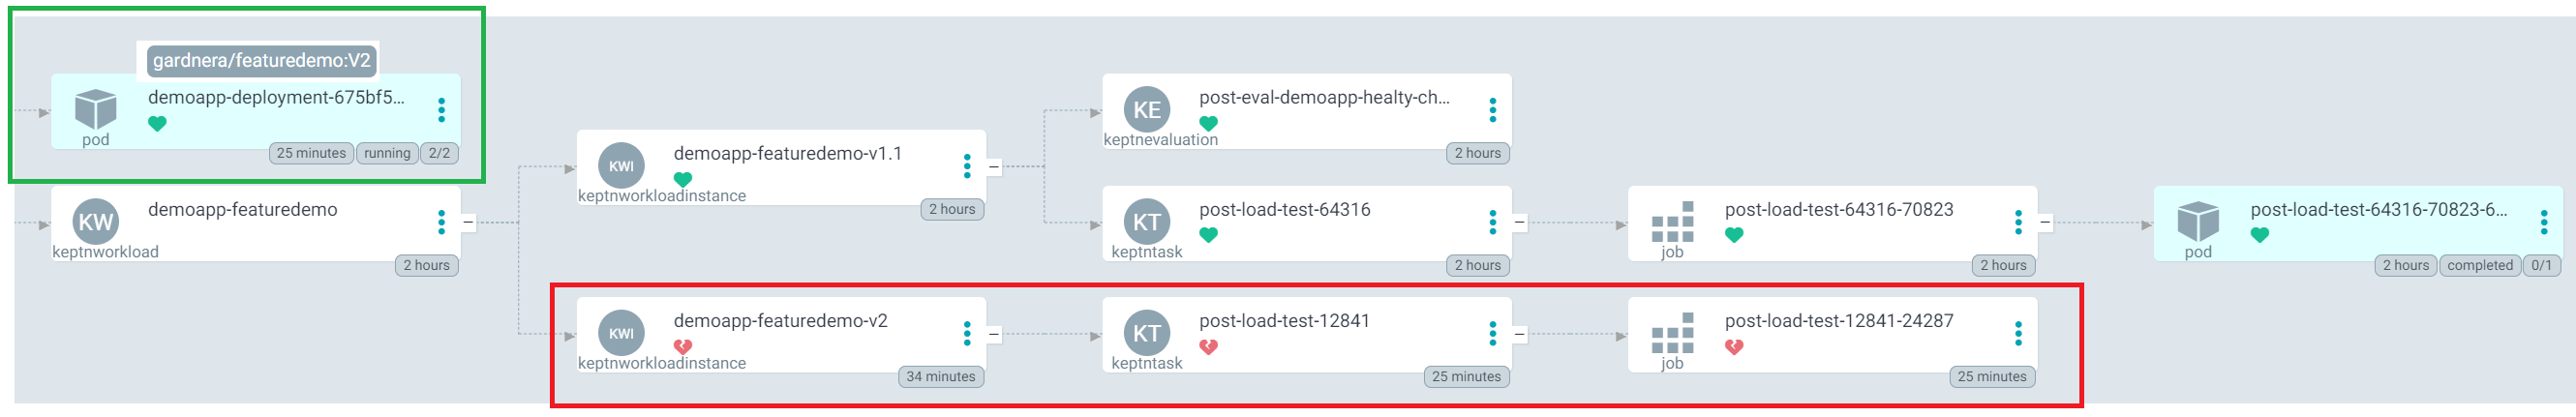 gardnera/featuredemo:V2
demoapp-deployment-675bf5...
pod
25 minutes
running
2/2
KW
demoapp-featuredemo
keptnworkload
2 hours
KWI
demoapp-featuredemo-v1.1
keptnworkloadinstance
2 hours
KE
post-eval-demoapp-healty-ch...
keptnevaluation
2 hours
KT
post-load-test-64316
keptntask
2 hours
post-load-test-64316-70823
job
2 hours
post-load-test-64316-70823-6...
pod
2 hours
completed
0/1
KWI
demoapp-featuredemo-v2
keptnworkloadinstance
34 minutes
KT
post-load-test-12841
keptntask
25 minutes
post-load-test-12841-24287
job
25 minutes